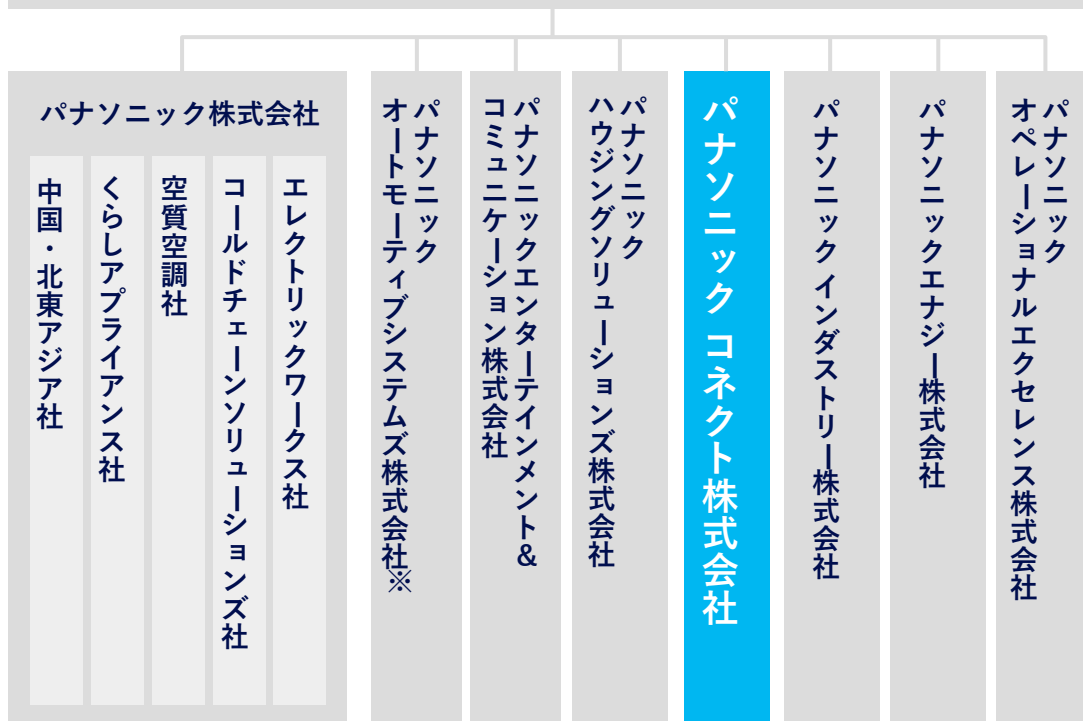 パナソニック株式会社
中国・北東アジア社
くらしアプライアンス社
空質空調社
コールドチェーンソリューションズ社
エレクトリックワークス社
パナソニック
オートモーティブシステムズ株式会社※
パナソニックエンターテインメント&
コミュニケーション株式会社
パナソニック
ハウジングソリューションズ株式会社
パナソニック コネクト株式会社
パナソニック インダストリー株式会社
パナソニック エナジー株式会社
パナソニック
オペレーショナルエクセレンス株式会社